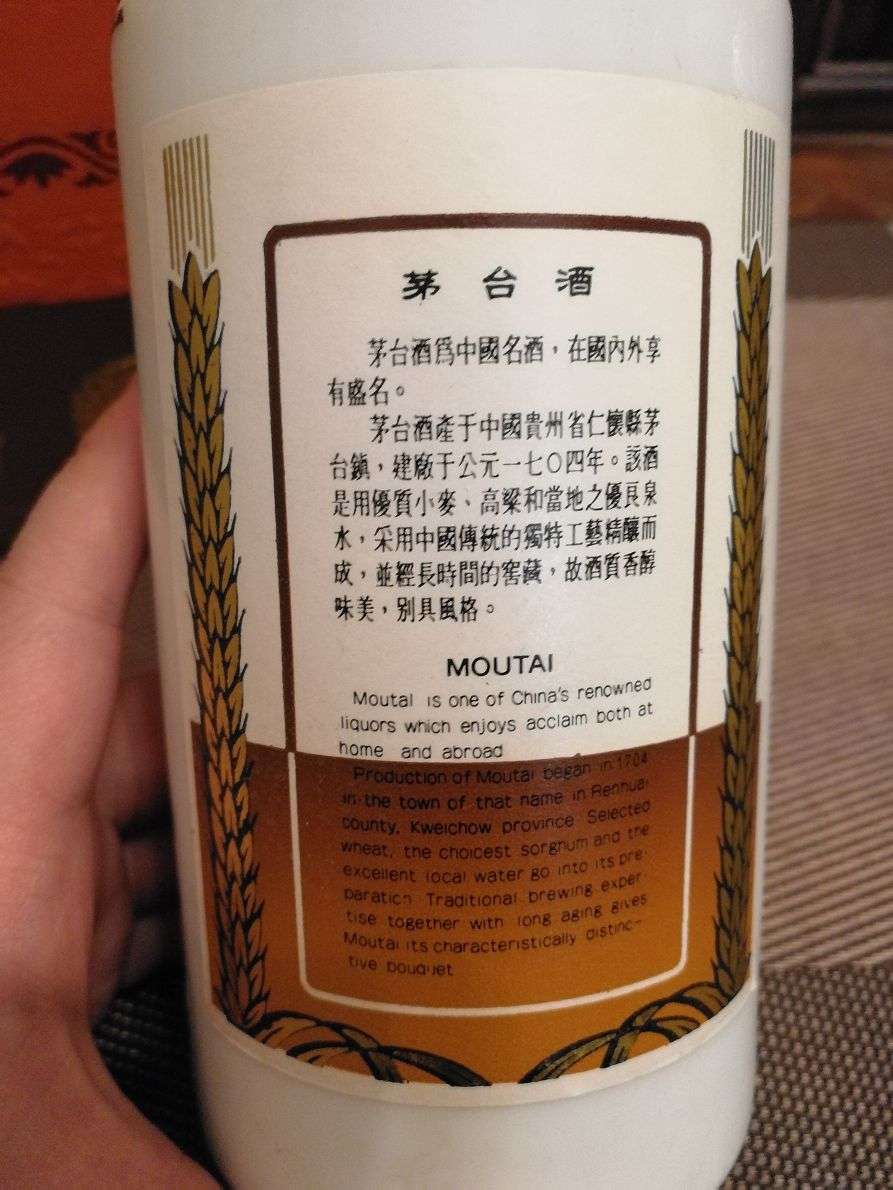 茅台酒
茅台酒爲中國名酒，在國內外享
有盛名。
茅台酒產于中國貴州省仁懷縣茅
台鎮，建廠于公元一七〇四年。該酒
是用優質小麥、高粱和當地之優良泉
水，采用中國傳統的獨特工藝精釀而
成，並經長時間的窖藏，故酒質香醇
味美，別具風格。
MOUTAI
Moutai is one of China's renowned
liquors which enjoys acclaim both at
home and abroad
Production of Moutai began in 1704
in the town of that name in Renhuai
county, Kweichow province Selected
wheat, the choicest sorghum and the
excellent local water go into its pre-
paration Traditional brewing exper-
tise together with long aging gives
Moutai its characteristically distinc-
tive bouquet